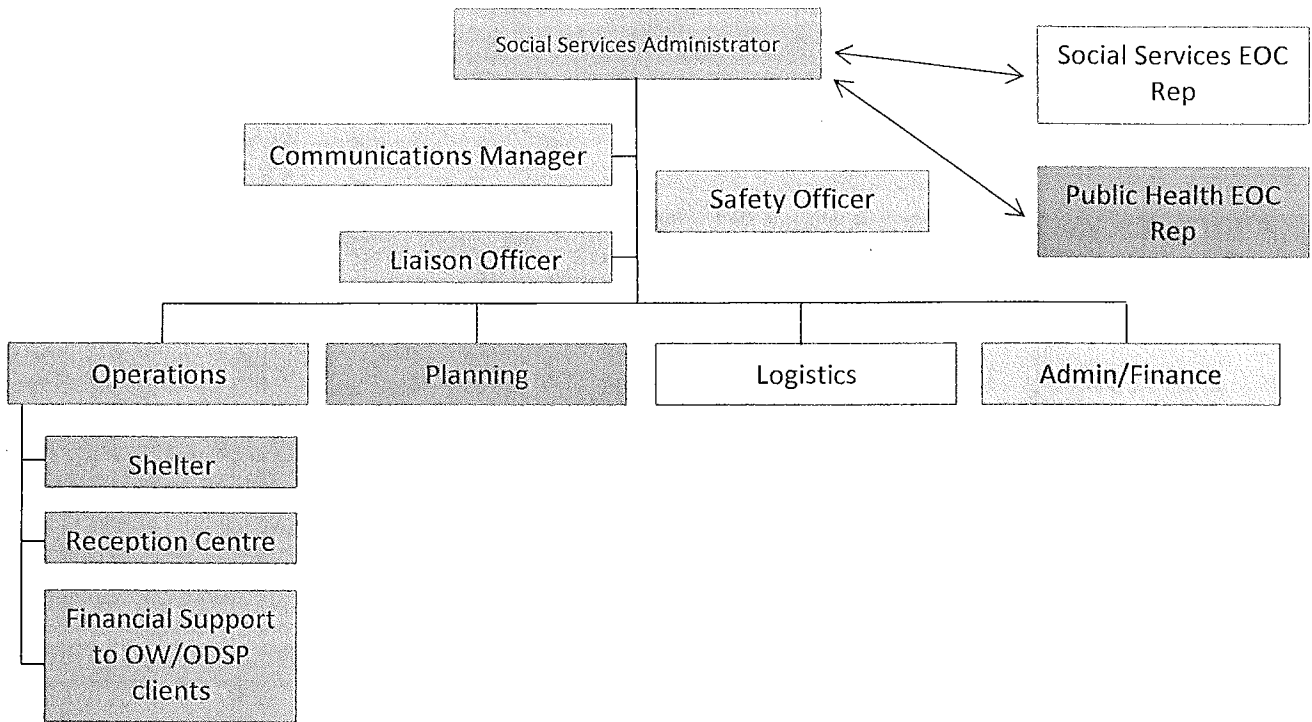 Social Services Administrator
Social Services EOC
Rep
Communications Manager
Safety Officer
Public Health EOC
Rep
Liaison Officer
Operations
Planning
Logistics
Admin/Finance
Shelter
Reception Centre
Financial Support
to OW/ODSP
clients